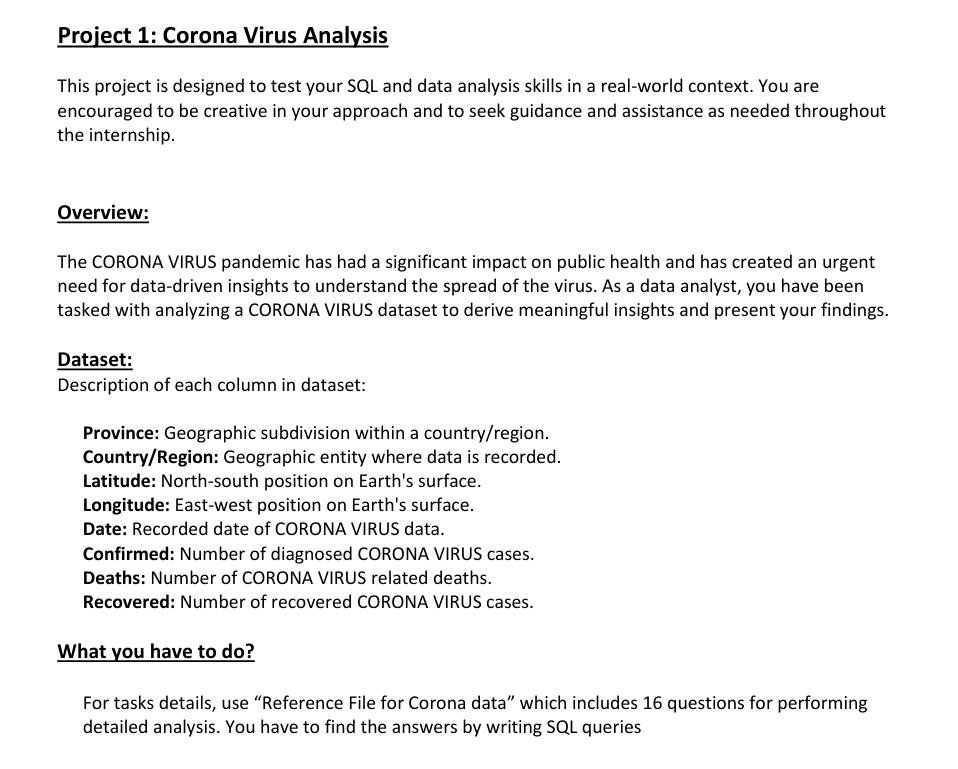 Project 1: Corona Virus Analysis
This project is designed to test your SQL and data analysis skills in a real-world context. You are
encouraged to be creative in your approach and to seek guidance and assistance as needed throughout
the internship.
Overview:
The CORONA VIRUS pandemic has had a significant impact on public health and has created an urgent
need for data-driven insights to understand the spread of the virus. As a data analyst, you have been
tasked with analyzing a CORONA VIRUS dataset to derive meaningful insights and present your findings.
Dataset:
Description of each column in dataset:
Province: Geographic subdivision within a country/region.
Country/Region: Geographic entity where data is recorded.
Latitude: North-south position on Earth's surface.
Longitude: East-west position on Earth's surface.
Date: Recorded date of CORONA VIRUS data.
Confirmed: Number of diagnosed CORONA VIRUS cases.
Deaths: Number of CORONA VIRUS related deaths.
Recovered: Number of recovered CORONA VIRUS cases.
What you have to do?
For tasks details, use “Reference File for Corona data” which includes 16 questions for performing
detailed analysis. You have to find the answers by writing SQL queries